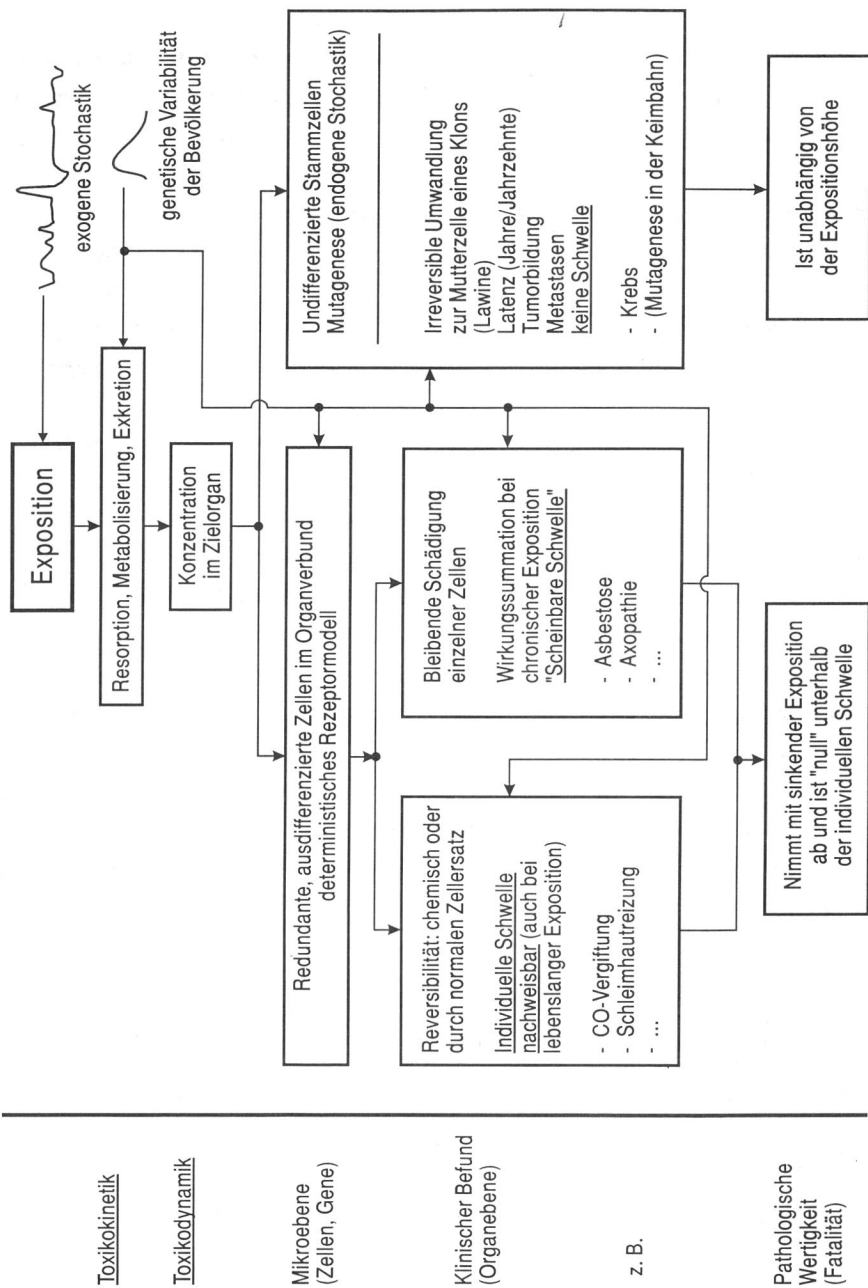 Toxikokinetik
Toxikodynamik
Mikroebene
(Zellen, Gene)
Klinischer Befund
(Organebene)
z. B.
Pathologische
Wertigkeit
(Fatalität)
Exposition
exogene Stochastik
genetische Variabilität
der Bevölkerung
Resorption, Metabolisierung, Exkretion
Konzentration
im Zielorgan
Redundante, ausdifferenzierte Zellen im Organverbund
deterministisches Rezeptormodell
Reversibilität: chemisch oder
durch normalen Zellersatz
Individuelle Schwelle
nachweisbar (auch bei
lebenslanger Exposition)
- CO-Vergiftung
- Schleimhautreizung
- ...
Bleibende Schädigung
einzelner Zellen
Wirkungssummation bei
chronischer Exposition
"Scheinbare Schwelle"
- Asbestose
- Axopathie
- ...
Undifferenzierte Stammzellen
Mutagenese (endogene Stochastik)
Irreversible Umwandlung
zur Mutterzelle eines Klons
(Lawine)
Latenz (Jahre/Jahrzehnte)
Tumorbildung
Metastasen
keine Schwelle
- Krebs
- (Mutagenese in der Keimbahn)
Nimmt mit sinkender Exposition
ab und ist "null" unterhalb
der individuellen Schwelle
Ist unabhängig von
der Expositionshöhe